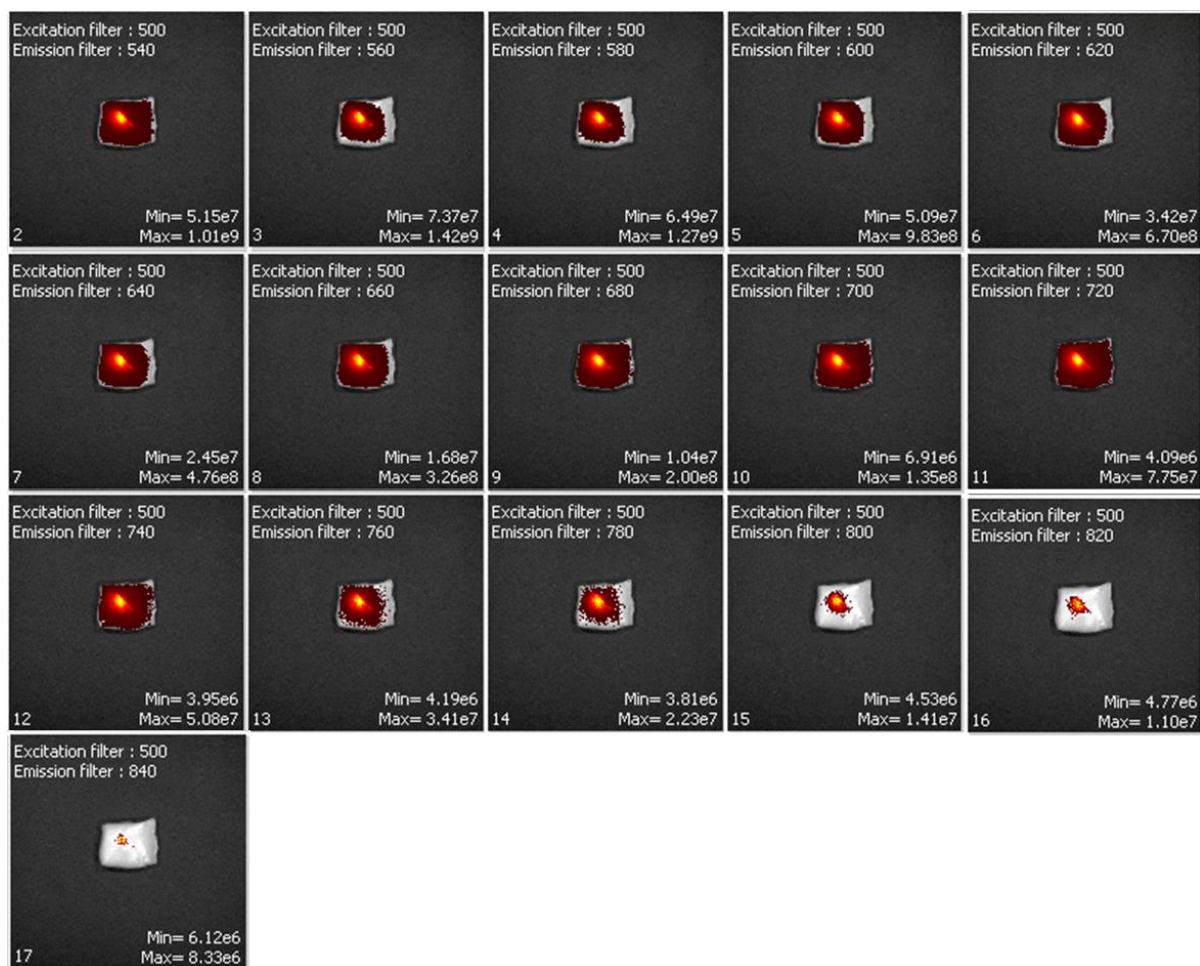 Excitation filter : 500
Emission filter : 540
Min= 5.15e7
2 Max= 1.01e9
Excitation filter : 500
Emission filter : 560
Min= 7.37e7
3 Max= 1.42e9
Excitation filter : 500
Emission filter : 580
Min= 6.49e7
4 Max= 1.27e9
Excitation filter : 500
Emission filter : 600
Min= 5.09e7
5 Max= 9.83e8
Excitation filter : 500
Emission filter : 620
Min= 3.42e7
6 Max= 6.70e8
Excitation filter : 500
Emission filter : 640
Min= 2.45e7
7 Max= 4.76e8
Excitation filter : 500
Emission filter : 660
Min= 1.68e7
8 Max= 3.26e8
Excitation filter : 500
Emission filter : 680
Min= 1.04e7
9 Max= 2.00e8
Excitation filter : 500
Emission filter : 700
Min= 6.91e6
10 Max= 1.35e8
Excitation filter : 500
Emission filter : 720
Min= 4.09e6
11 Max= 7.75e7
Excitation filter : 500
Emission filter : 740
Min= 3.95e6
12 Max= 5.08e7
Excitation filter : 500
Emission filter : 760
Min= 4.19e6
13 Max= 3.41e7
Excitation filter : 500
Emission filter : 780
Min= 3.81e6
14 Max= 2.23e7
Excitation filter : 500
Emission filter : 800
Min= 4.53e6
15 Max= 1.41e7
Excitation filter : 500
Emission filter : 820
Min= 4.77e6
16 Max= 1.10e7
Excitation filter : 500
Emission filter : 840
Min= 6.12e6
17 Max= 8.33e6